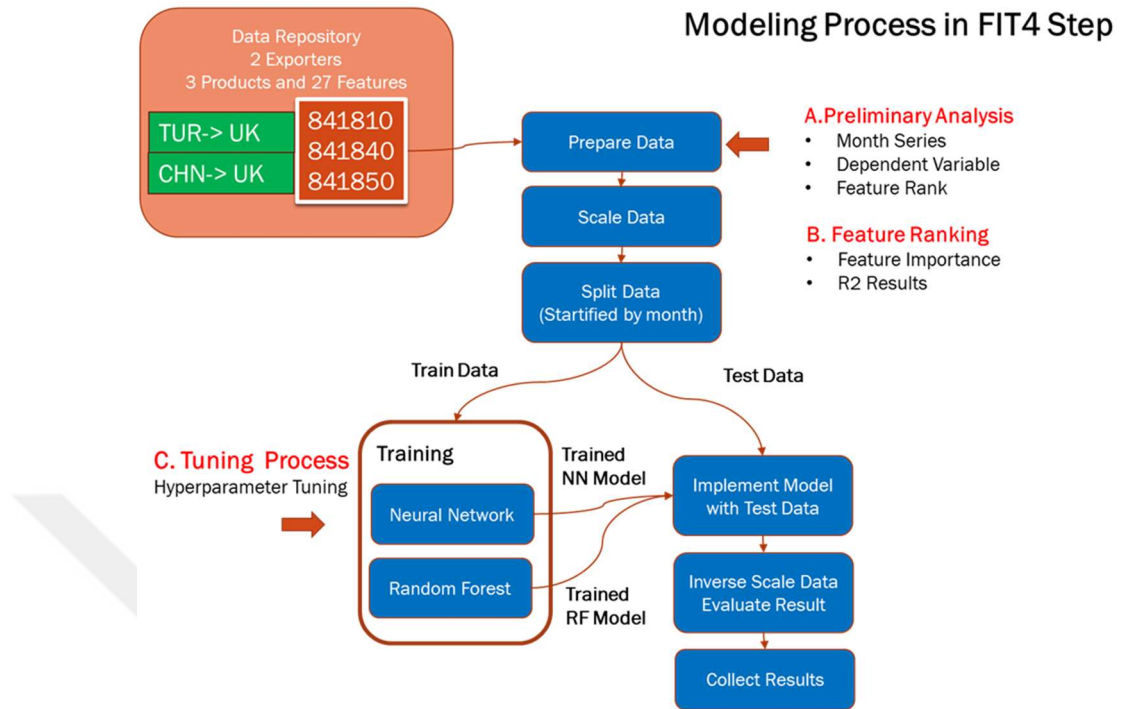 Modeling Process in FIT4 Step
Data Repository
2 Exporters
3 Products and 27 Features
TUR-> UK
CHN-> UK
841810
841840
841850
Prepare Data
A.Preliminary Analysis
• Month Series
• Dependent Variable
• Feature Rank
Scale Data
B. Feature Ranking
• Feature Importance
• R2 Results
Split Data
(Startified by month)
Train Data
Test Data
C. Tuning Process
Hyperparameter Tuning
Training
Neural Network
Random Forest
Trained
NN Model
Trained
RF Model
Implement Model
with Test Data
Inverse Scale Data
Evaluate Result
Collect Results